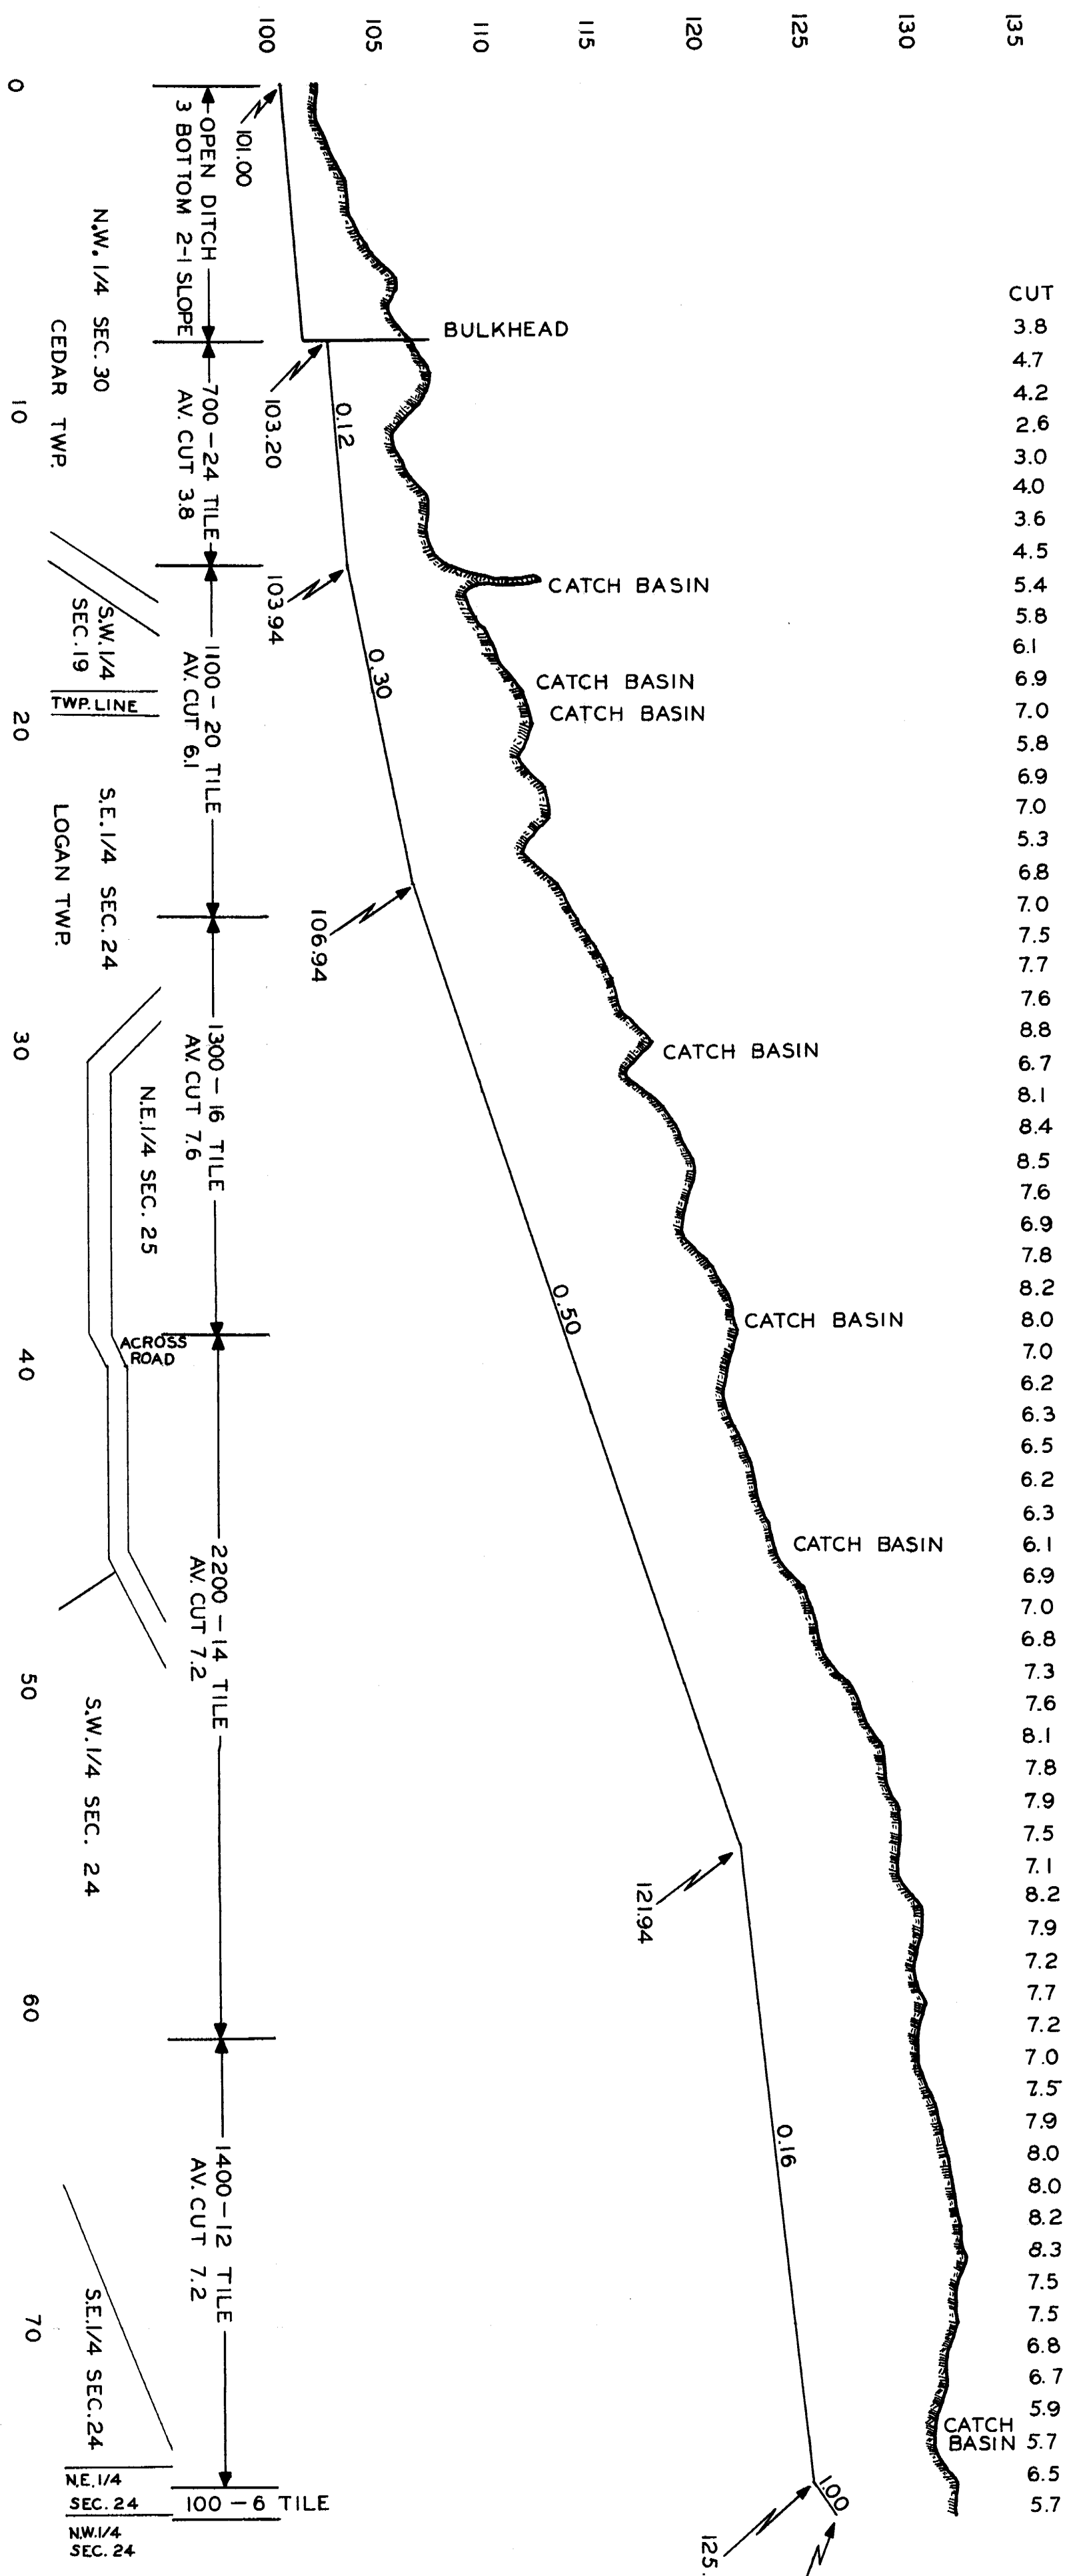 135
130
125
120
115
110
105
100
CUT
3.8
4.7
4.2
2.6
3.0
4.0
3.6
4.5
5.4
5.8
6.1
6.9
7.0
5.8
6.9
7.0
5.3
6.8
7.0
7.5
7.7
7.6
8.8
6.7
8.1
8.4
8.5
7.6
6.9
7.8
8.2
8.0
7.0
6.2
6.3
6.5
6.2
6.3
6.1
6.9
7.0
6.8
7.3
7.6
8.1
7.8
7.9
7.5
7.1
8.2
7.9
7.2
7.7
7.2
7.0
7.5
7.9
8.0
8.0
8.2
8.3
7.5
7.5
6.8
6.7
5.9
5.7
6.5
5.7
BULKHEAD
CATCH BASIN
CATCH BASIN
CATCH BASIN
CATCH BASIN
CATCH BASIN
CATCH BASIN
CATCH
BASIN
101.00
103.20
0.12
103.94
0.30
106.94
0.50
121.94
0.16
125.
1.00
OPEN DITCH
3 BOTTOM 2-1 SLOPE
700-24 TILE
AV. CUT 3.8
1100-20 TILE
AV. CUT 6.1
1300-16 TILE
AV. CUT 7.6
2200-14 TILE
AV. CUT 7.2
1400-12 TILE
AV. CUT 7.2
100-6 TILE
N.W. 1/4 SEC. 30
CEDAR TWP.
S.W. 1/4
SEC. 19
TWP. LINE
S.E. 1/4 SEC. 24
LOGAN TWP.
N.E. 1/4 SEC. 25
ACROSS
ROAD
S.W. 1/4 SEC. 24
S.E. 1/4 SEC. 24
N.E. 1/4
SEC. 24
N.W. 1/4
SEC. 24
0
10
20
30
40
50
60
70